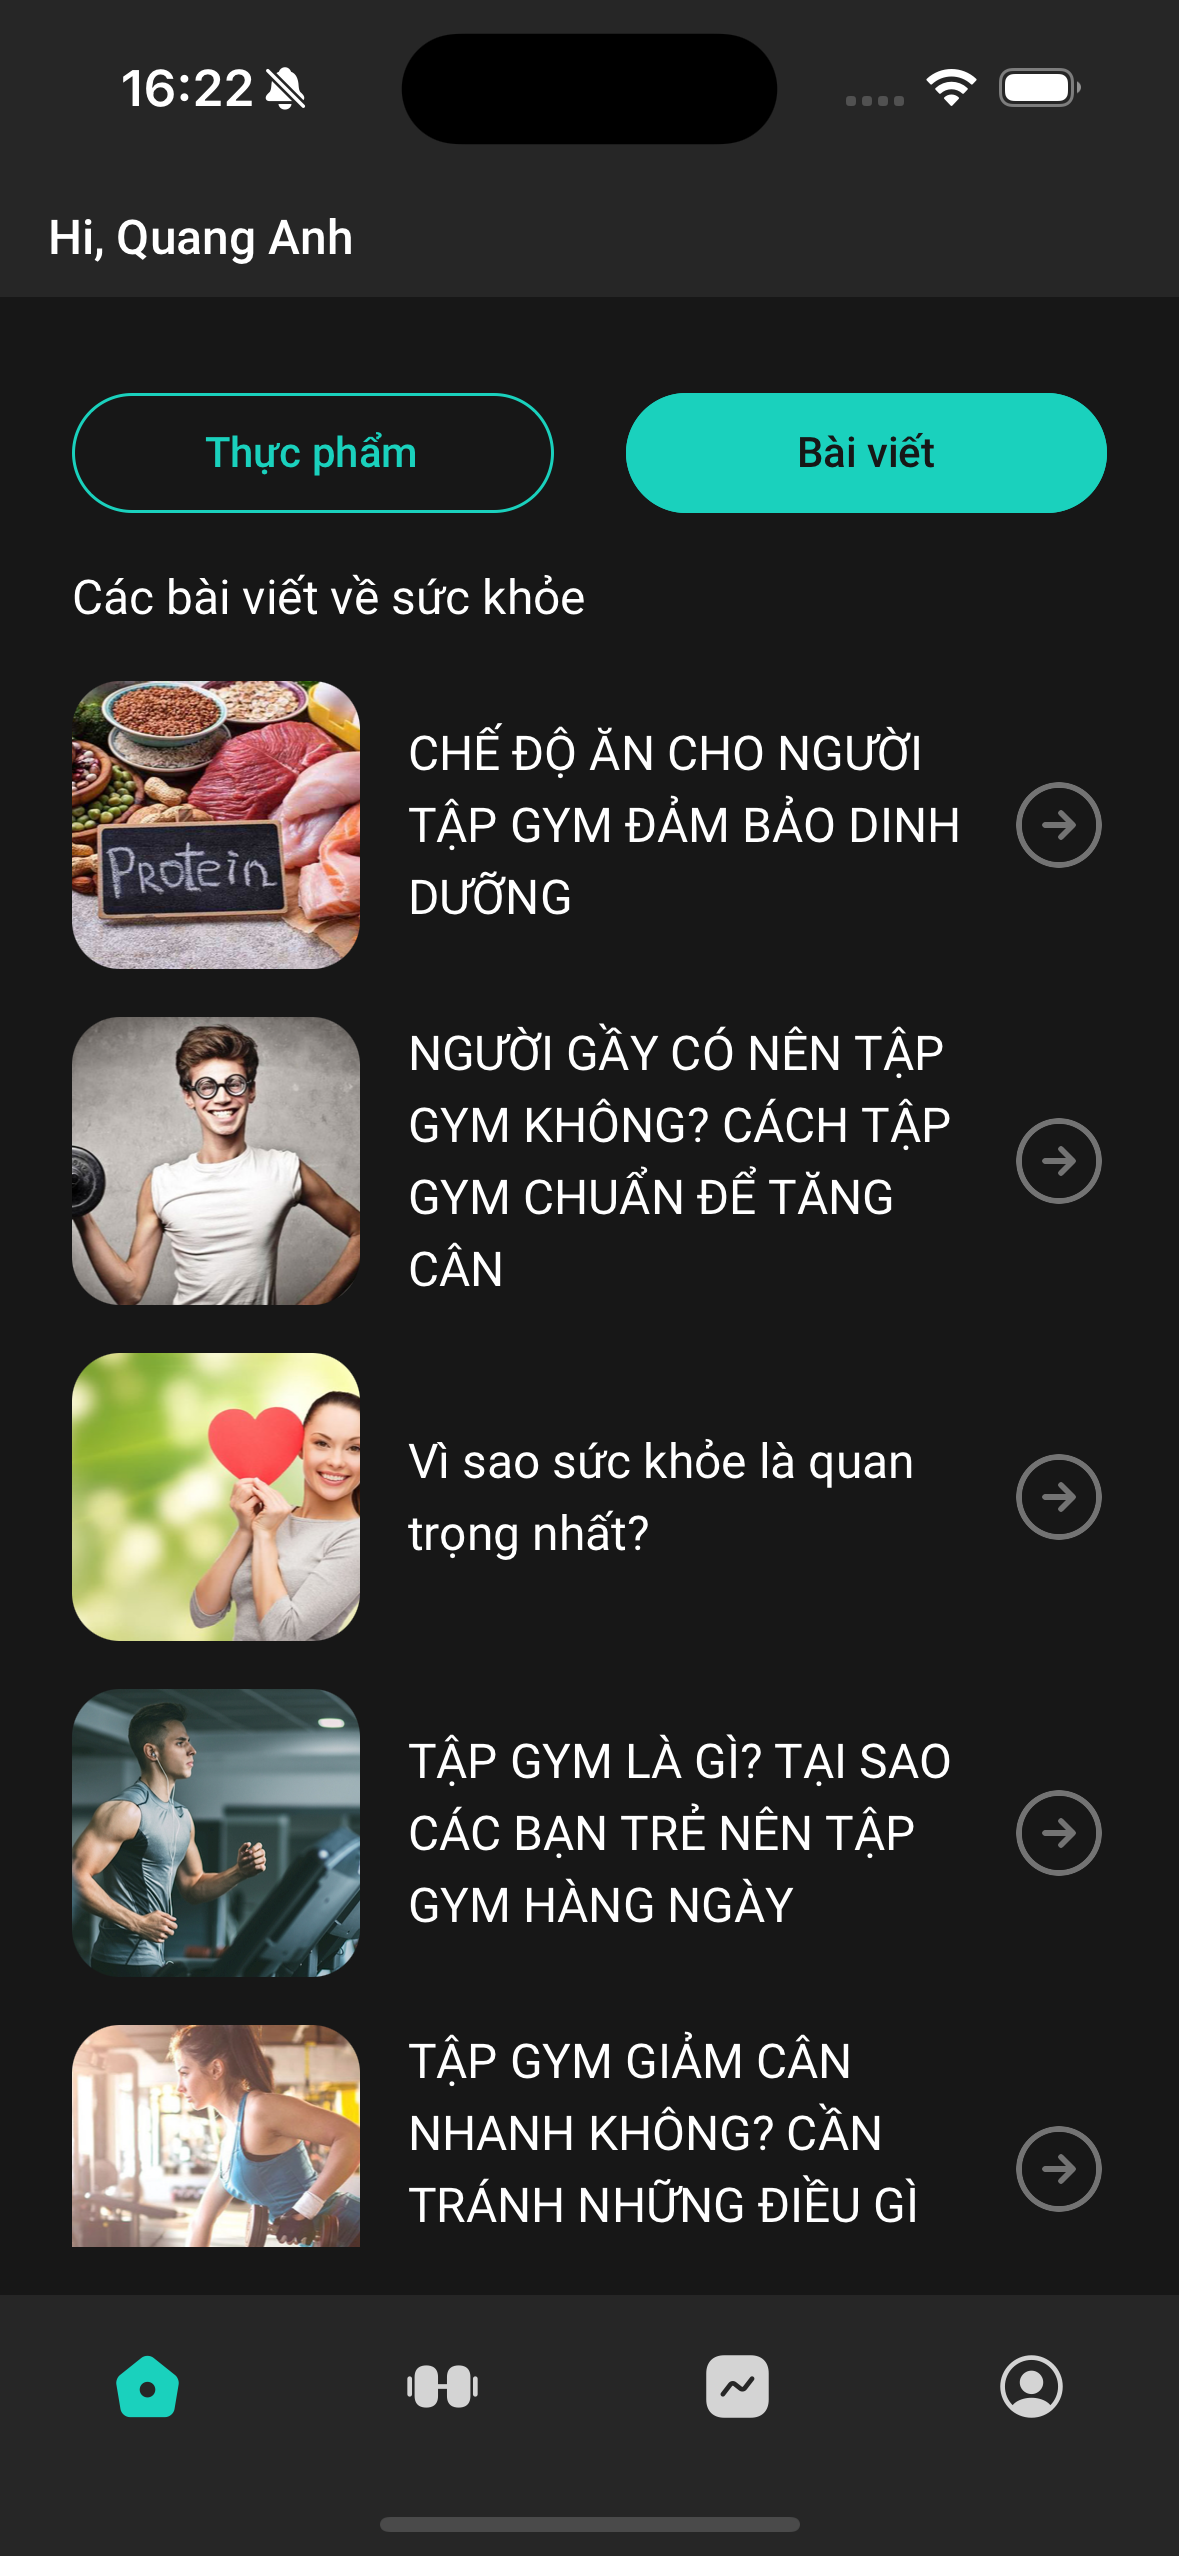 16:22
Hi, Quang Anh
Thực phẩm
Bài viết
Các bài viết về sức khỏe
PROtein
CHẾ ĐỘ ĂN CHO NGƯỜI
TẬP GYM ĐẢM BẢO DINH
DƯỠNG
NGƯỜI GẦY CÓ NÊN TẬP
GYM KHÔNG? CÁCH TẬP
GYM CHUẨN ĐỂ TĂNG
CÂN
Vì sao sức khỏe là quan
trọng nhất?
TẬP GYM LÀ GÌ? TẠI SAO
CÁC BẠN TRẺ NÊN TẬP
GYM HÀNG NGÀY
TẬP GYM GIẢM CÂN
NHANH KHÔNG? CẦN
TRÁNH NHỮNG ĐIỀU GÌ